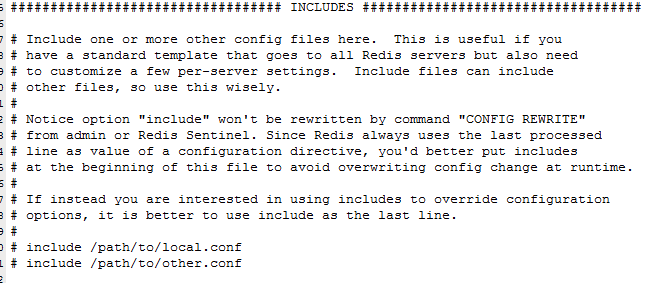 ################################## INCLUDES ###################################
# Include one or more other config files here.  This is useful if you
# have a standard template that goes to all Redis servers but also need
# to customize a few per-server settings.  Include files can include
# other files, so use this wisely.
#
# Notice option "include" won't be rewritten by command "CONFIG REWRITE"
# from admin or Redis Sentinel. Since Redis always uses the last processed
# line as value of a configuration directive, you'd better put includes
# at the beginning of this file to avoid overwriting config change at runtime.
#
# If instead you are interested in using includes to override configuration
# options, it is better to use include as the last line.
#
# include /path/to/local.conf
# include /path/to/other.conf